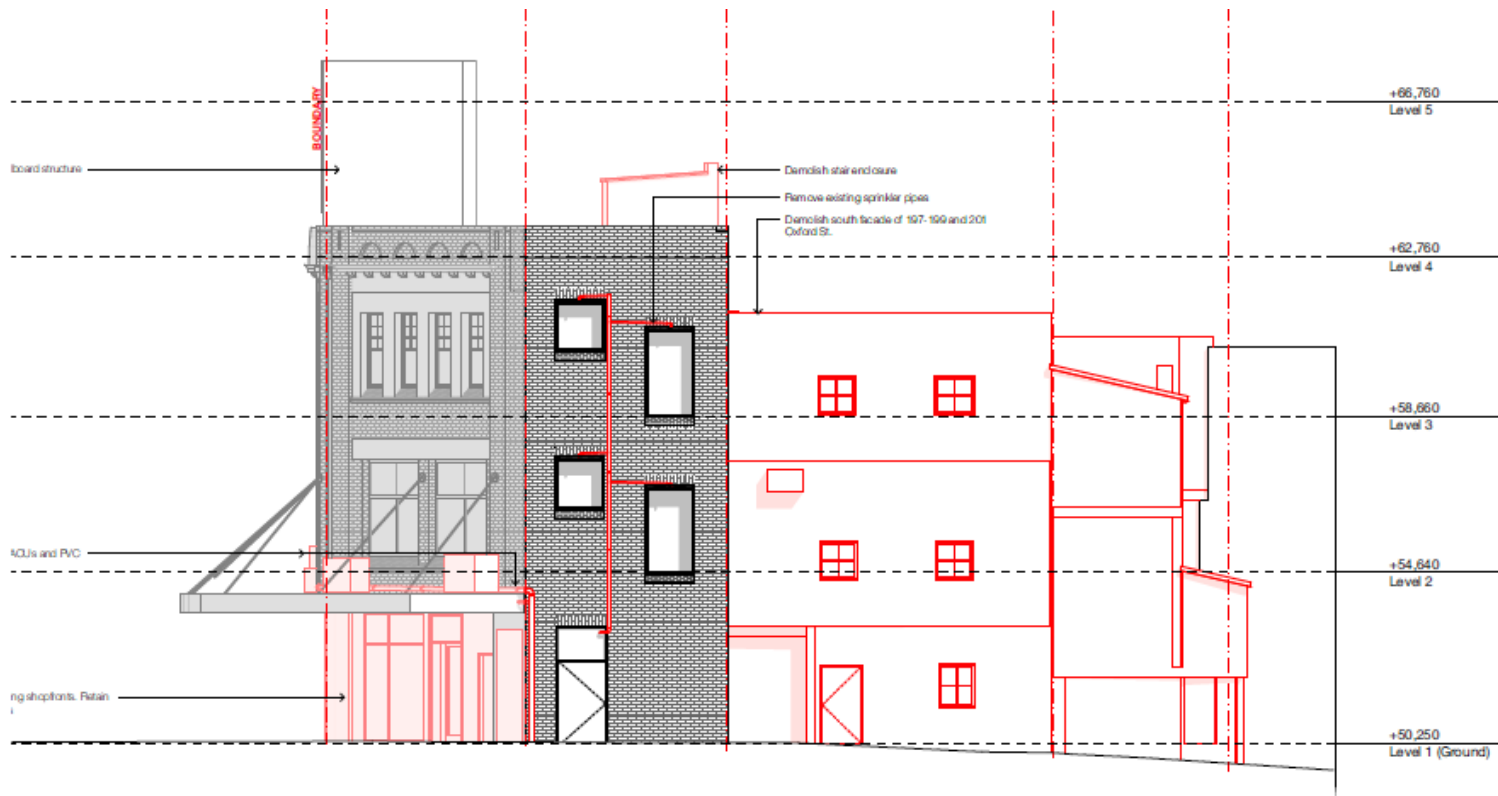 +66,760
Level 5
BOUNDARY
lboard structure
Demolish stair enclosure
Remove existing sprinkler pipes
Demolish south facade of 197-199 and 201
Oxford St.
+62,760
Level 4
+58,660
Level 3
ACUs and PVC
+54,640
Level 2
ng shopfronts. Retain
+50,250
Level 1 (Ground)